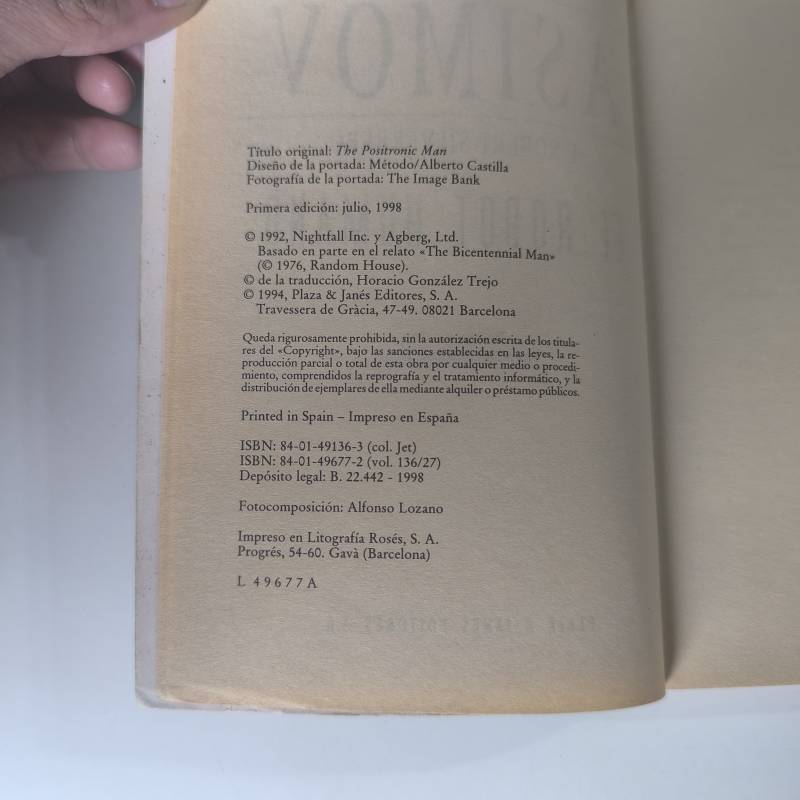 Título original: The Positronic Man
Diseño de la portada: Método/Alberto Castilla
Fotografía de la portada: The Image Bank
Primera edición: julio, 1998
© 1992, Nightfall Inc. y Agberg, Ltd.
Basado en parte en el relato «The Bicentennial Man»
(© 1976, Random House).
© de la traducción, Horacio González Trejo
© 1994, Plaza & Janés Editores, S. A.
Travessera de Gràcia, 47-49. 08021 Barcelona
Queda rigurosamente prohibida, sin la autorización escrita de los titula-
res del «Copyright», bajo las sanciones establecidas en las leyes, la re-
producción parcial o total de esta obra por cualquier medio o procedi-
miento, comprendidos la reprografía y el tratamiento informático, y la
distribución de ejemplares de ella mediante alquiler o préstamo públicos.
Printed in Spain – Impreso en España
ISBN: 84-01-49136-3 (col. Jet)
ISBN: 84-01-49677-2 (vol. 136/27)
Depósito legal: B. 22.442 - 1998
Fotocomposición: Alfonso Lozano
Impreso en Litografía Rosés, S. A.
Progrés, 54-60. Gavà (Barcelona)
L 49677A
ASIMOV